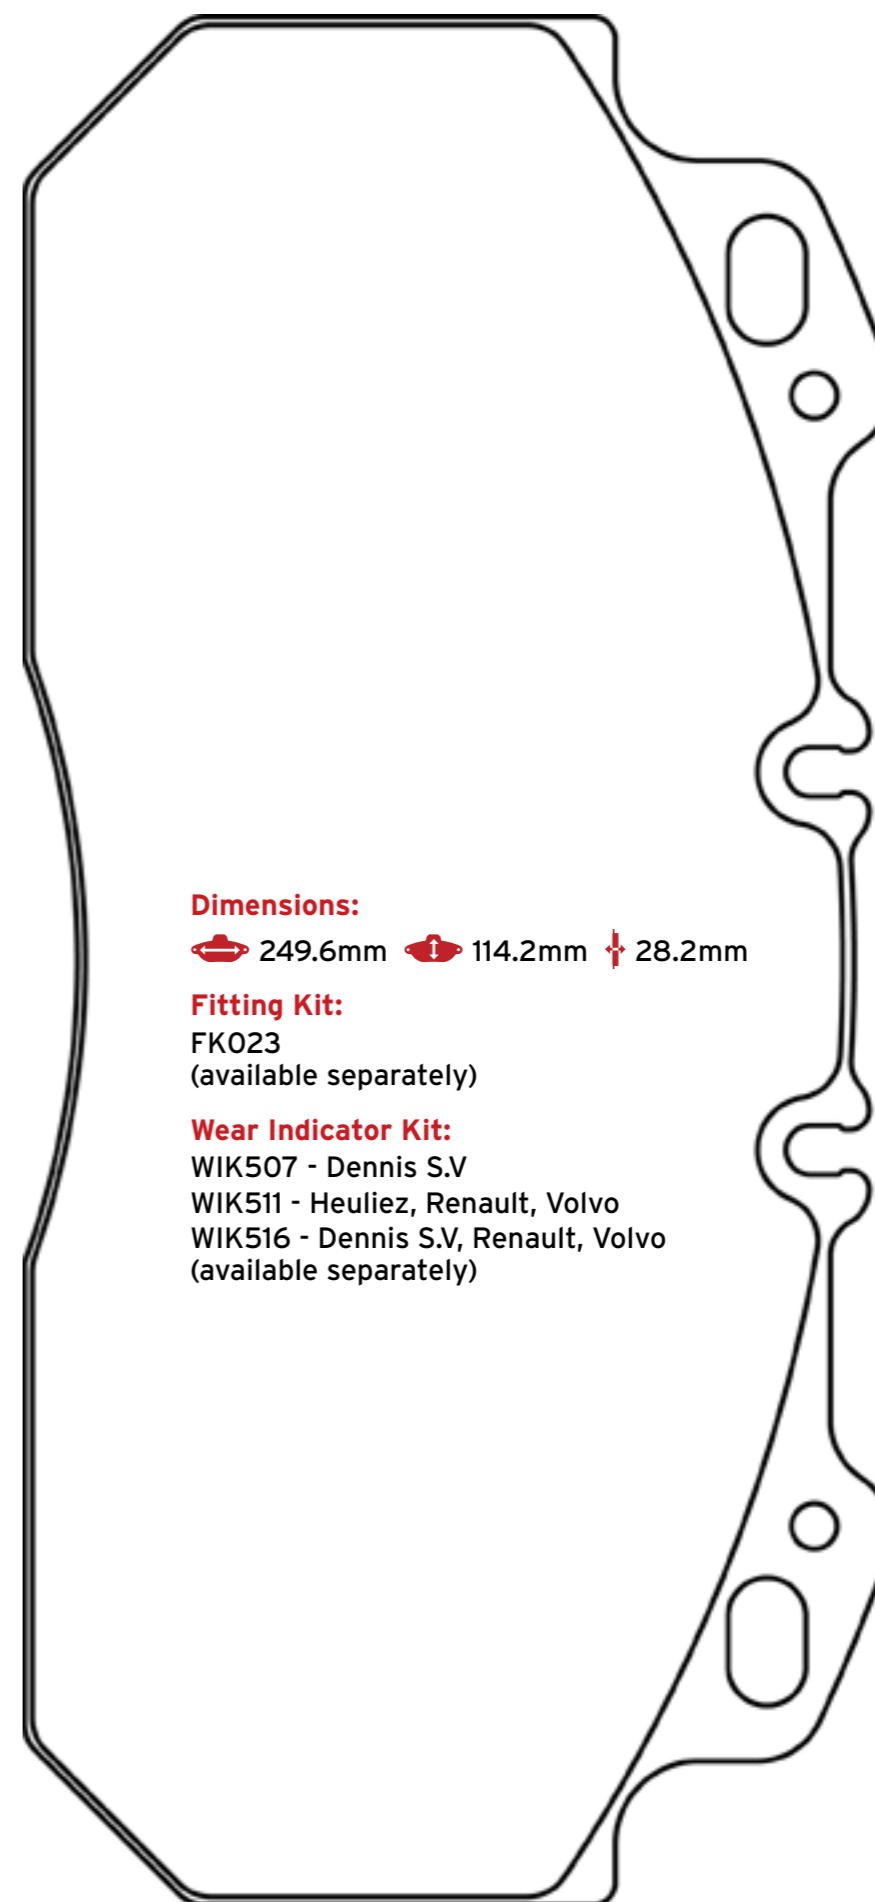 Dimensions:
249.6mm 114.2mm 28.2mm
Fitting Kit:
FK023
(available separately)
Wear Indicator Kit:
WIK507 - Dennis S.V
WIK511 - Heuliez, Renault, Volvo
WIK516 - Dennis S.V, Renault, Volvo
(available separately)